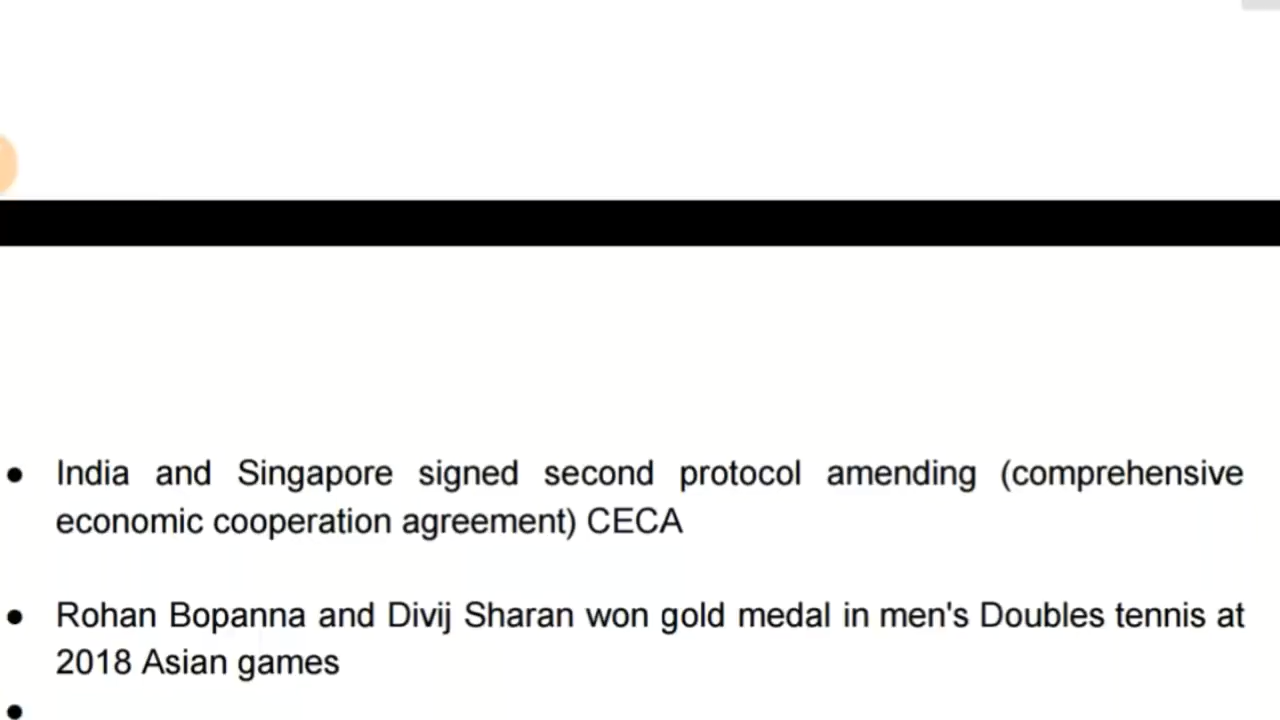 ● India and Singapore signed second protocol amending (comprehensive
economic cooperation agreement) CECA
● Rohan Bopanna and Divij Sharan won gold medal in men's Doubles tennis at
2018 Asian games
●